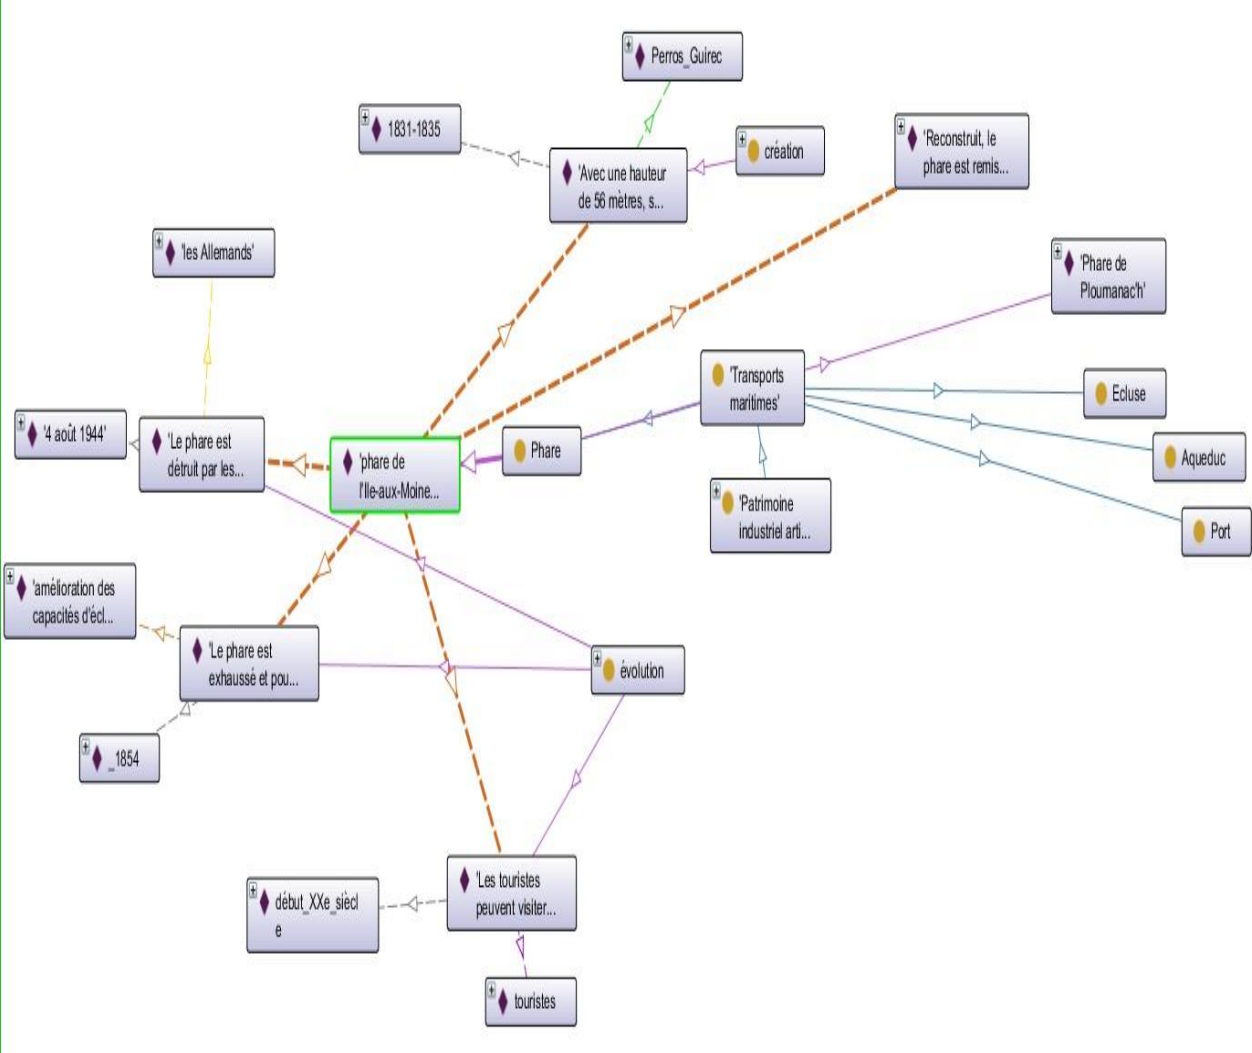 Perros_Guirec
1831-1835
création
'Reconstruit, le
phare est remis...
'Avec une hauteur
de 56 mètres, s...
'les Allemands'
'Phare de
Ploumanac'h'
'Transports
maritimes'
Ecluse
'4 août 1944'
'Le phare est
détruit par les...
'phare de
l'Ile-aux-Moine...
Phare
Aqueduc
'Patrimoine
industriel arti...
Port
'amélioration des
capacités d'écl...
'Le phare est
exhaussé et pou...
évolution
_1854
'Les touristes
peuvent visiter...
début_XXe_siècl
e
touristes